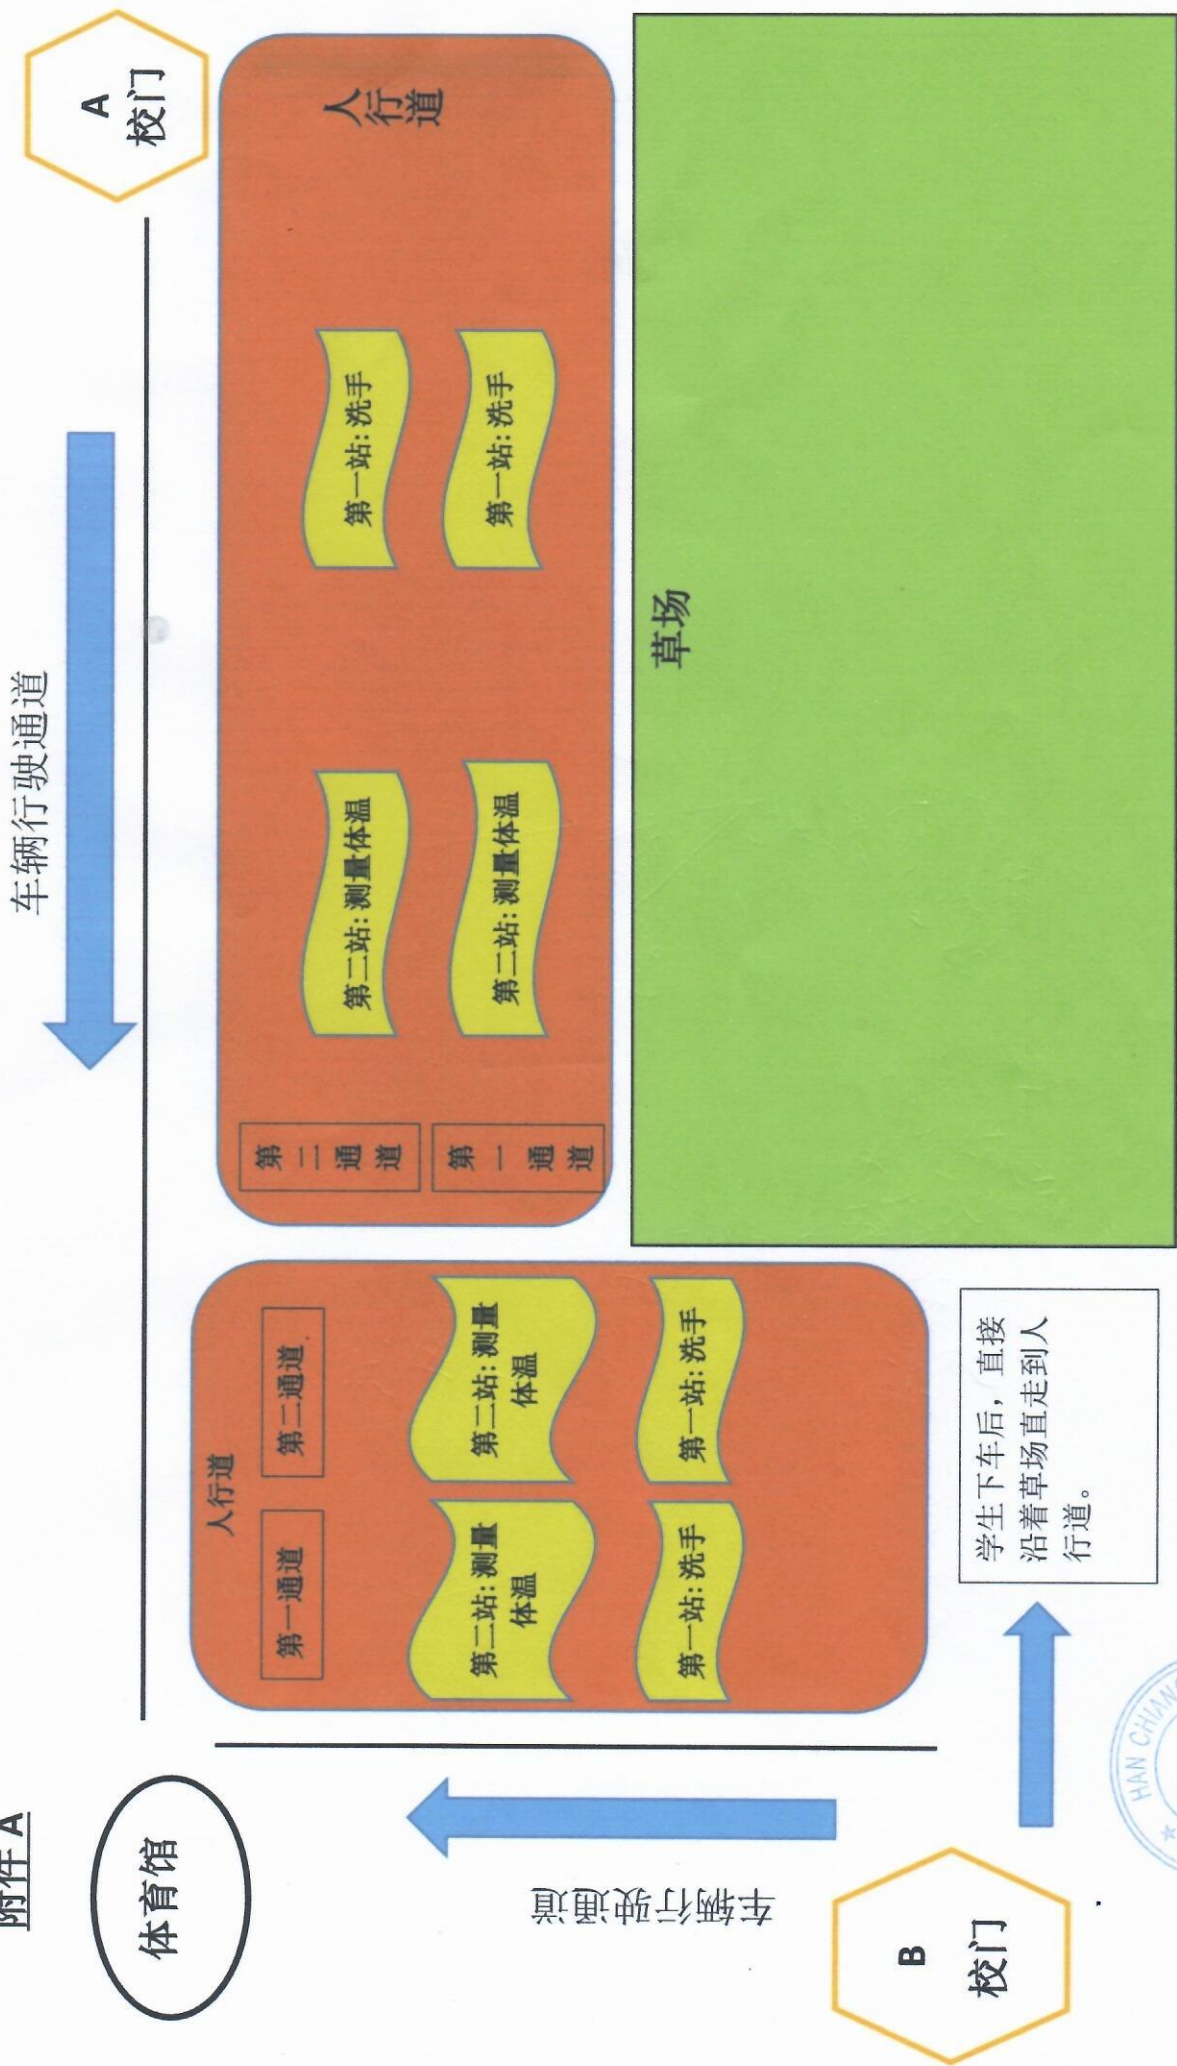 附件 A
车辆行驶通道
A
校门
体育馆
人行道
第一通道
第二通道
第二站: 测量
体温
第二站: 测量
体温
第一站: 洗手
第一站: 洗手
第二通道
第一通道
第二站: 测量体温
第一站: 洗手
第二站: 测量体温
第一站: 洗手
人行道
车辆行驶通道
草场
B
校门
学生下车后，直接
沿着草场直走到人
行道。
HAN CHIANG